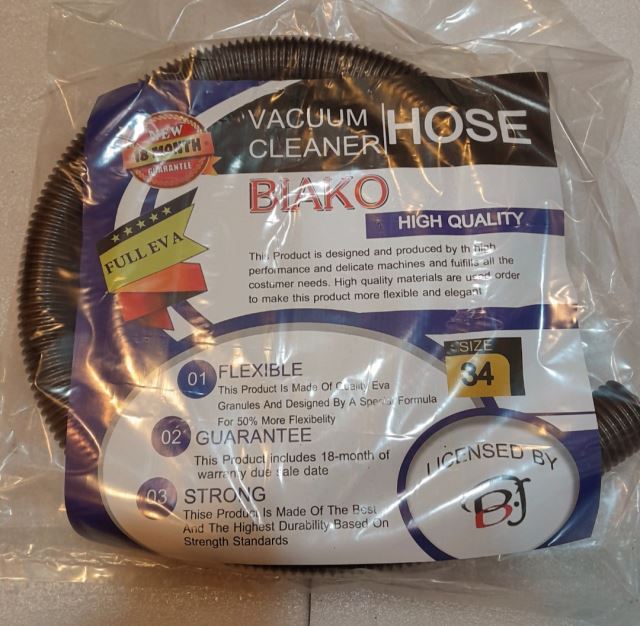 VACUUM
CLEANER
HOSE
NEW
18 MONTH
GUARANTEE
BIAKO
HIGH QUALITY
FULL EVA
This Product is designed and produced by th high
performance and delicate machines and fuifills all the
costumer needs. High quality materials are used order
to make this product more flexible and elegant
SIZE
34
01 FLEXIBLE
This Product Is Made Of Quality Eva
Granules And Designed By A Special Formula
For 50% More Flexibelity
02 GUARANTEE
This Product includes 18-month of
warranty due sale date
03 STRONG
Thise Product Is Made Of The Best
And The Highest Durability Based On
Strength Standards
LICENSED BY
B.J